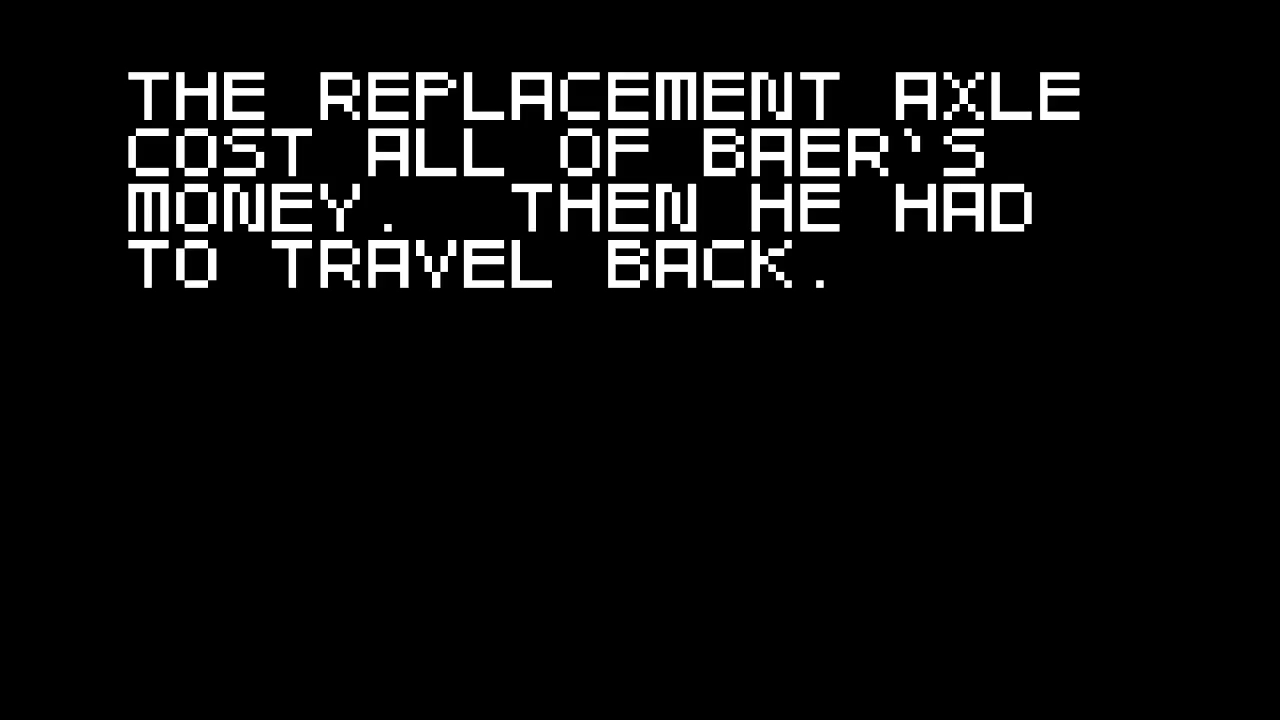 THE REPLACEMENT AXLE
COST ALL OF BAER'S
MONEY.  THEN HE HAD
TO TRAVEL BACK.